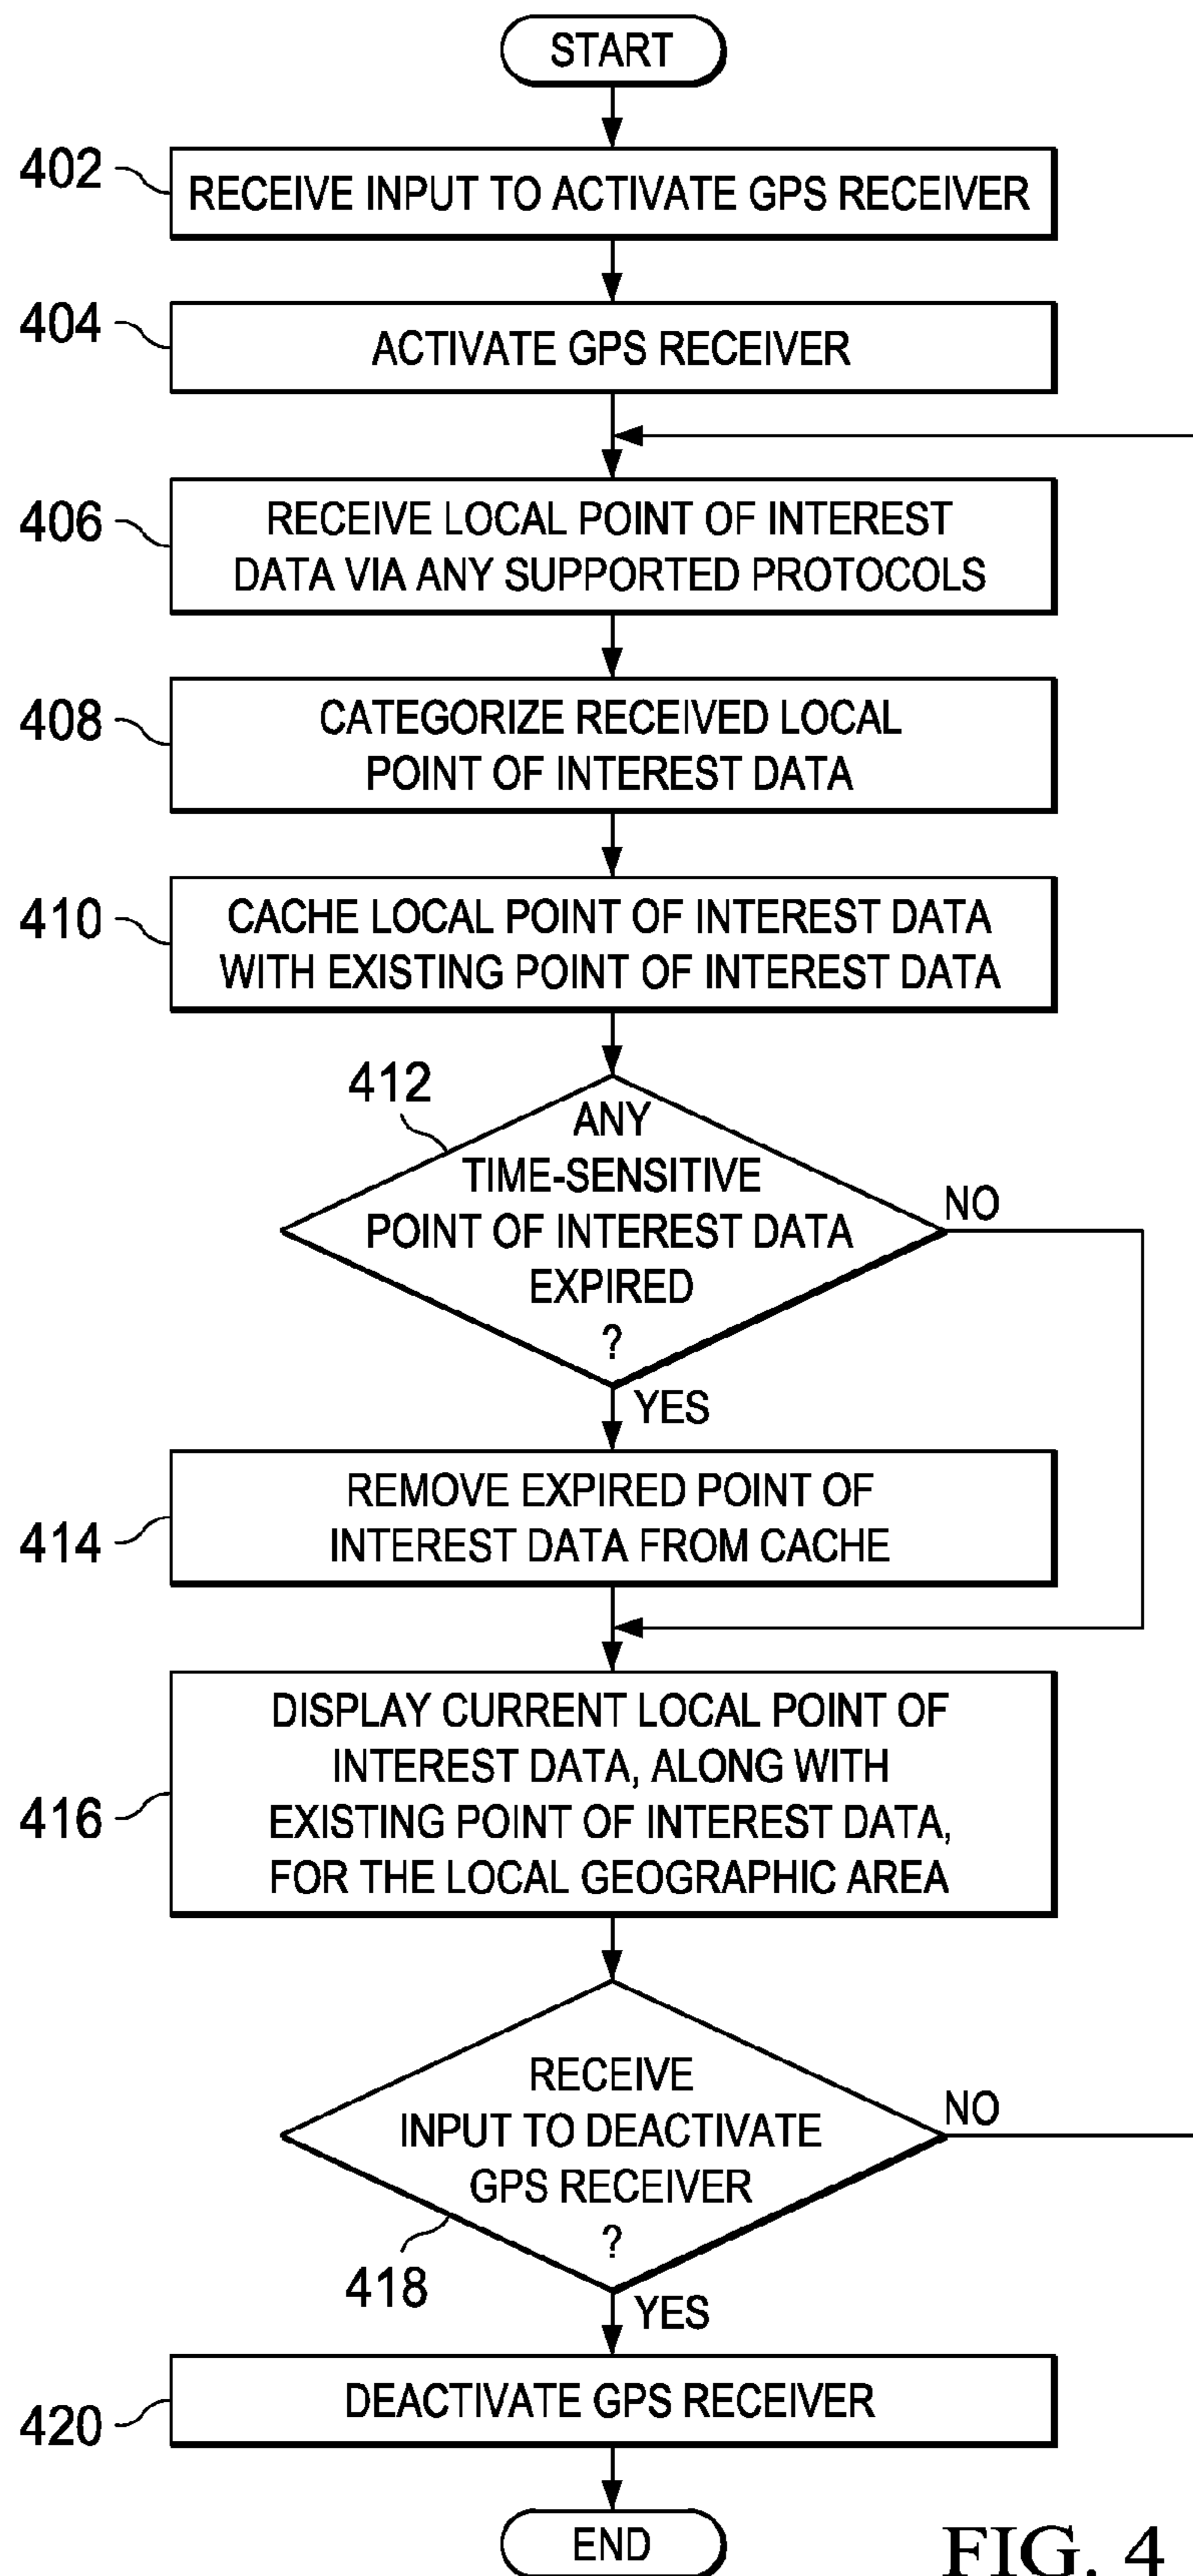 START
402
RECEIVE INPUT TO ACTIVATE GPS RECEIVER
404
ACTIVATE GPS RECEIVER
406
RECEIVE LOCAL POINT OF INTEREST
DATA VIA ANY SUPPORTED PROTOCOLS
408
CATEGORIZE RECEIVED LOCAL
POINT OF INTEREST DATA
410
CACHE LOCAL POINT OF INTEREST DATA
WITH EXISTING POINT OF INTEREST DATA
412
ANY
TIME-SENSITIVE
POINT OF INTEREST DATA
EXPIRED
?
NO
YES
414
REMOVE EXPIRED POINT OF
INTEREST DATA FROM CACHE
416
DISPLAY CURRENT LOCAL POINT OF
INTEREST DATA, ALONG WITH
EXISTING POINT OF INTEREST DATA,
FOR THE LOCAL GEOGRAPHIC AREA
RECEIVE
INPUT TO DEACTIVATE
GPS RECEIVER
?
NO
418
YES
420
DEACTIVATE GPS RECEIVER
END
FIG. 4